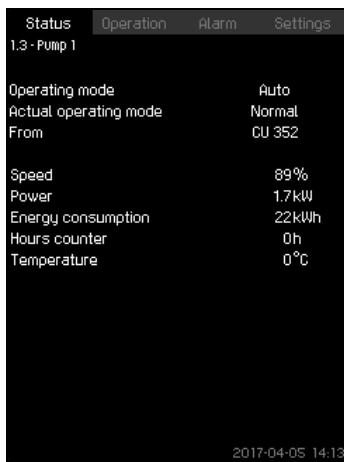 Status Operation Alarm Settings
1.3 - Pump 1
Operating mode Auto
Actual operating mode Normal
From CU 352
Speed 89%
Power 1.7kW
Energy consumption 22kWh
Hours counter 0h
Temperature 0°C
2017-04-05 14:13